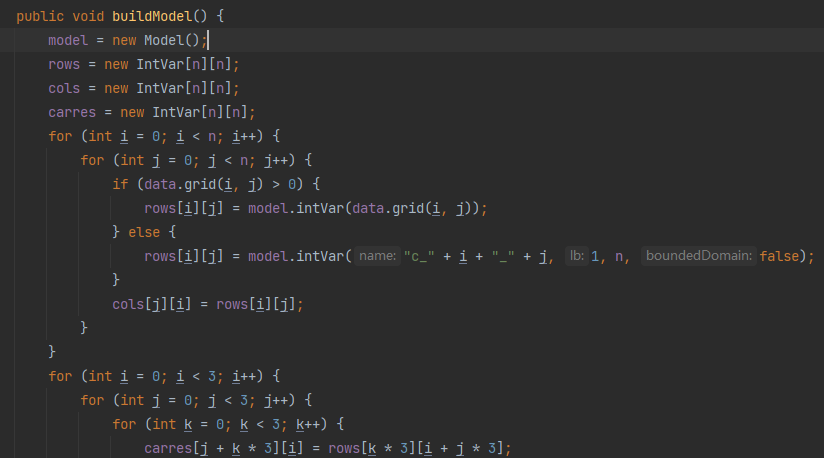 public void buildModel() {
model = new Model();
rows = new IntVar[n][n];
cols = new IntVar[n][n];
carres = new IntVar[n][n];
for (int i = 0; i < n; i++) {
for (int j = 0; j < n; j++) {
if (data.grid(i, j) > 0) {
rows[i][j] = model.intVar(data.grid(i, j));
} else {
rows[i][j] = model.intVar( name: "c_" + i + "_" + j, lb: 1, n, boundedDomain: false);
}
cols[j][i] = rows[i][j];
}
}
for (int i = 0; i < 3; i++) {
for (int j = 0; j < 3; j++) {
for (int k = 0; k < 3; k++) {
carres[j + k * 3][i] = rows[k * 3][i + j * 3];